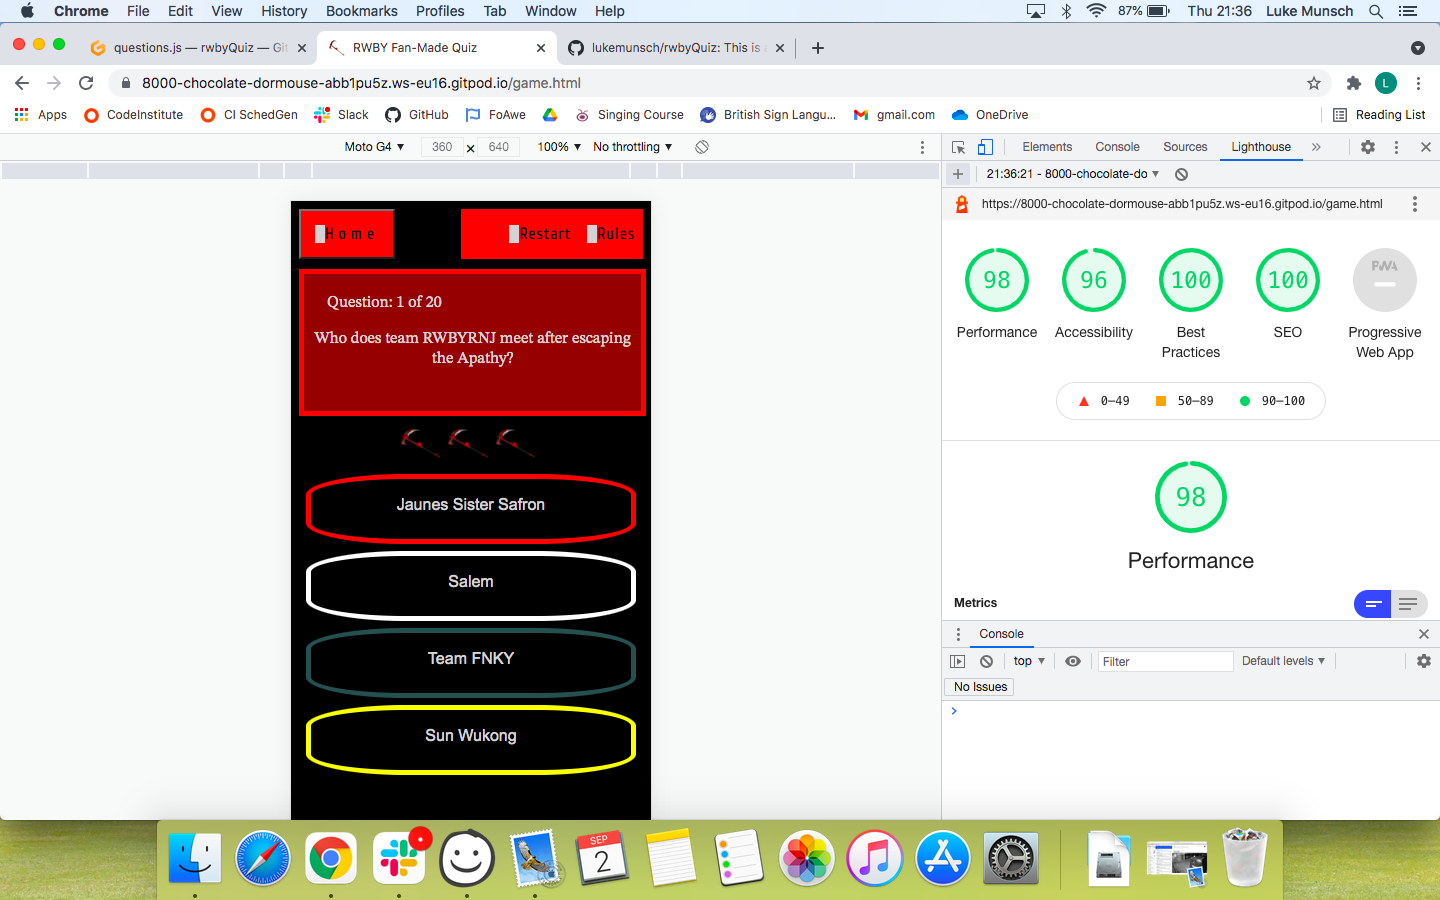 Chrome File Edit View History Bookmarks Profiles Tab Window Help 87% Thu 21:36 Luke Munsch
questions.js — rwbyQuiz — Git RWBY Fan-Made Quiz lukemunsch/rwbyQuiz: This is a
8000-chocolate-dormouse-abb1pu5z.ws-eu16.gitpod.io/game.html L
Apps CodeInstitute CI SchedGen Slack GitHub FoAwe Singing Course British Sign Langu... gmail.com OneDrive Reading List
Moto G4 ▼ 360 x 640 100% ▼ No throttling ▼
Elements Console Sources Lighthouse »
21:36:21 - 8000-chocolate-do ▼
https://8000-chocolate-dormouse-abb1pu5z.ws-eu16.gitpod.io/game.html
Home Restart Rules
Question: 1 of 20
Who does team RWBYRNJ meet after escaping
the Apathy?
Jaunes Sister Safron
Salem
Team FNKY
Sun Wukong
98 96 100 100 PWA
Performance Accessibility Best Practices SEO Progressive Web App
0–49 50–89 90–100
98
Performance
Metrics
Console
top ▼ Filter Default levels ▼
No Issues
SEP
2